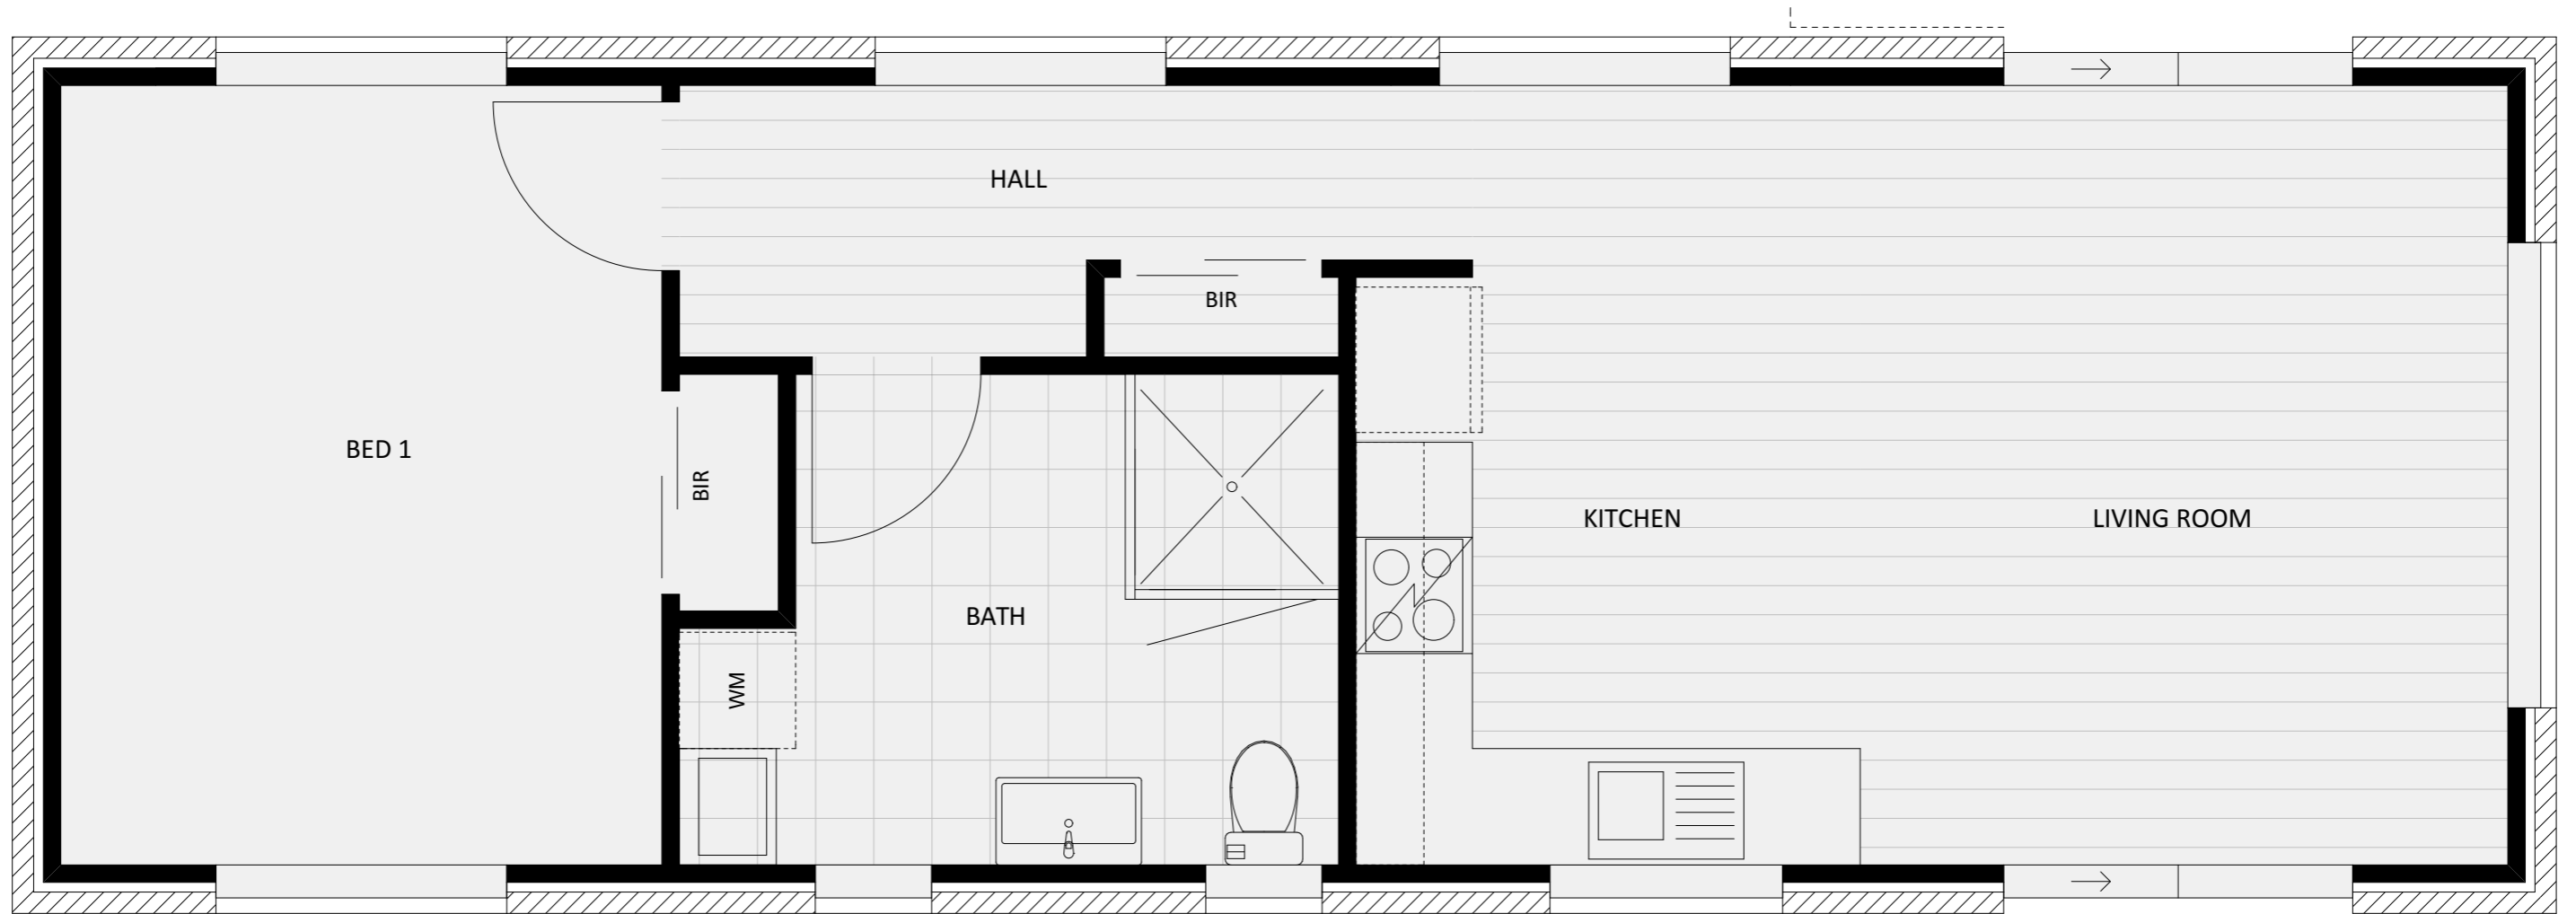 HALL
BIR
BED 1
BIR
KITCHEN
LIVING ROOM
BATH
WM